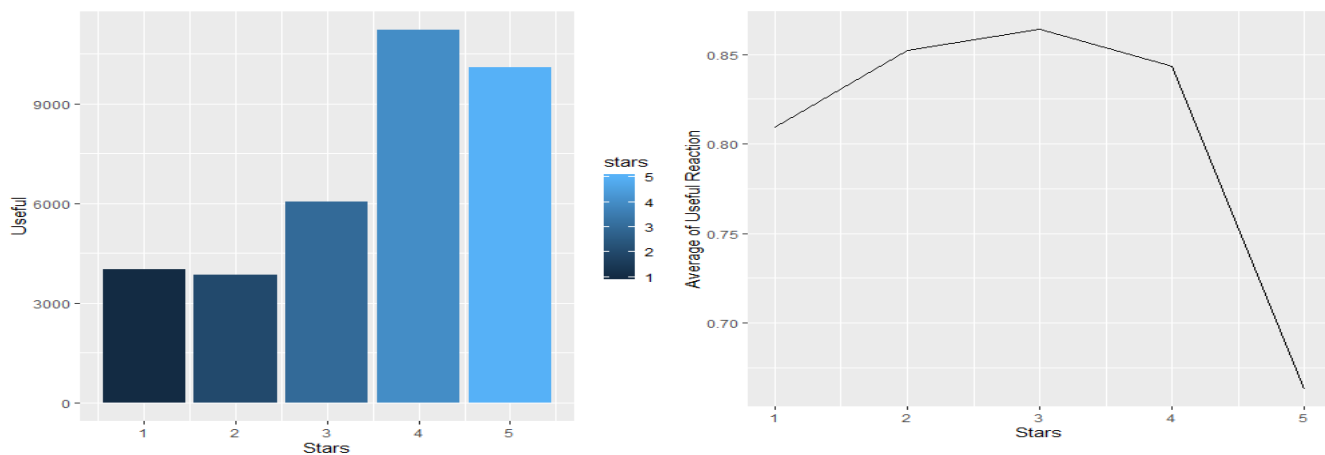 Useful
9000
6000
3000
0
1 2 3 4 5
Stars
stars
5
4
3
2
1
Average of Useful Reaction
0.85
0.80
0.75
0.70
1 2 3 4 5
Stars